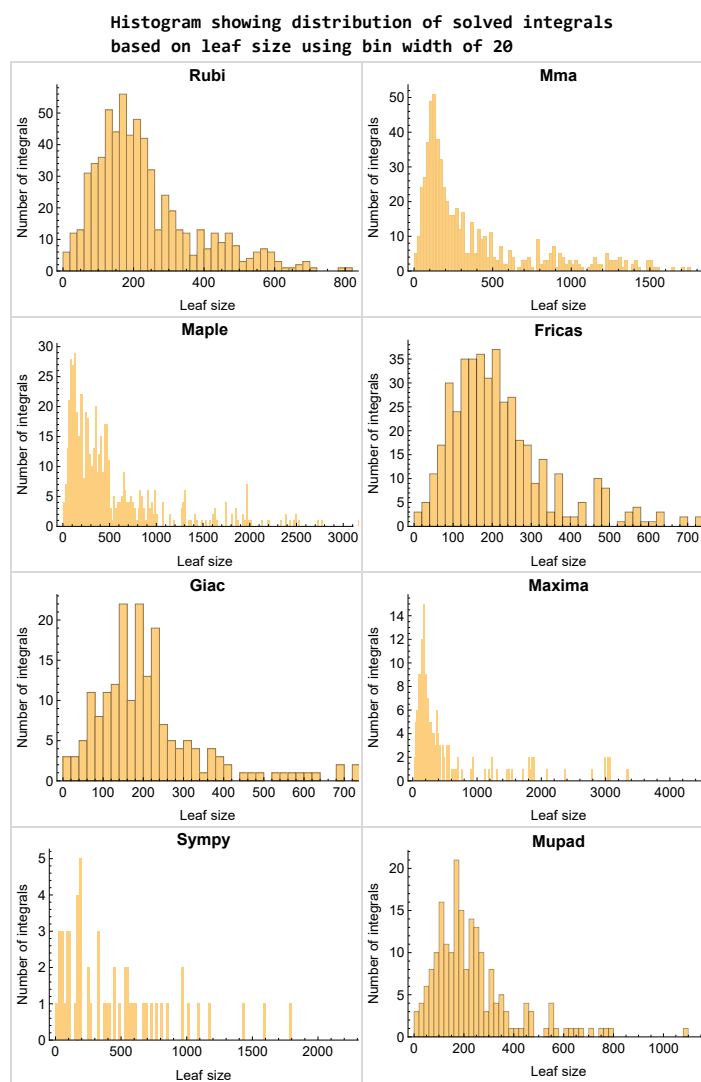 Histogram showing distribution of solved integrals
based on leaf size using bin width of 20
Rubi
Number of integrals
0 10 20 30 40 50
0 200 400 600 800
Leaf size
Mma
Number of integrals
0 10 20 30 40 50
0 500 1000 1500
Leaf size
Maple
Number of integrals
0 5 10 15 20 25 30
0 500 1000 1500 2000 2500 3000
Leaf size
Fricas
Number of integrals
0 5 10 15 20 25 30 35
0 100 200 300 400 500 600 700
Leaf size
Giac
Number of integrals
0 5 10 15 20
0 100 200 300 400 500 600 700
Leaf size
Maxima
Number of integrals
0 2 4 6 8 10 12 14
0 1000 2000 3000 4000
Leaf size
Sympy
Number of integrals
0 1 2 3 4 5
0 500 1000 1500 2000
Leaf size
Mupad
Number of integrals
0 5 10 15 20
0 200 400 600 800 1000
Leaf size